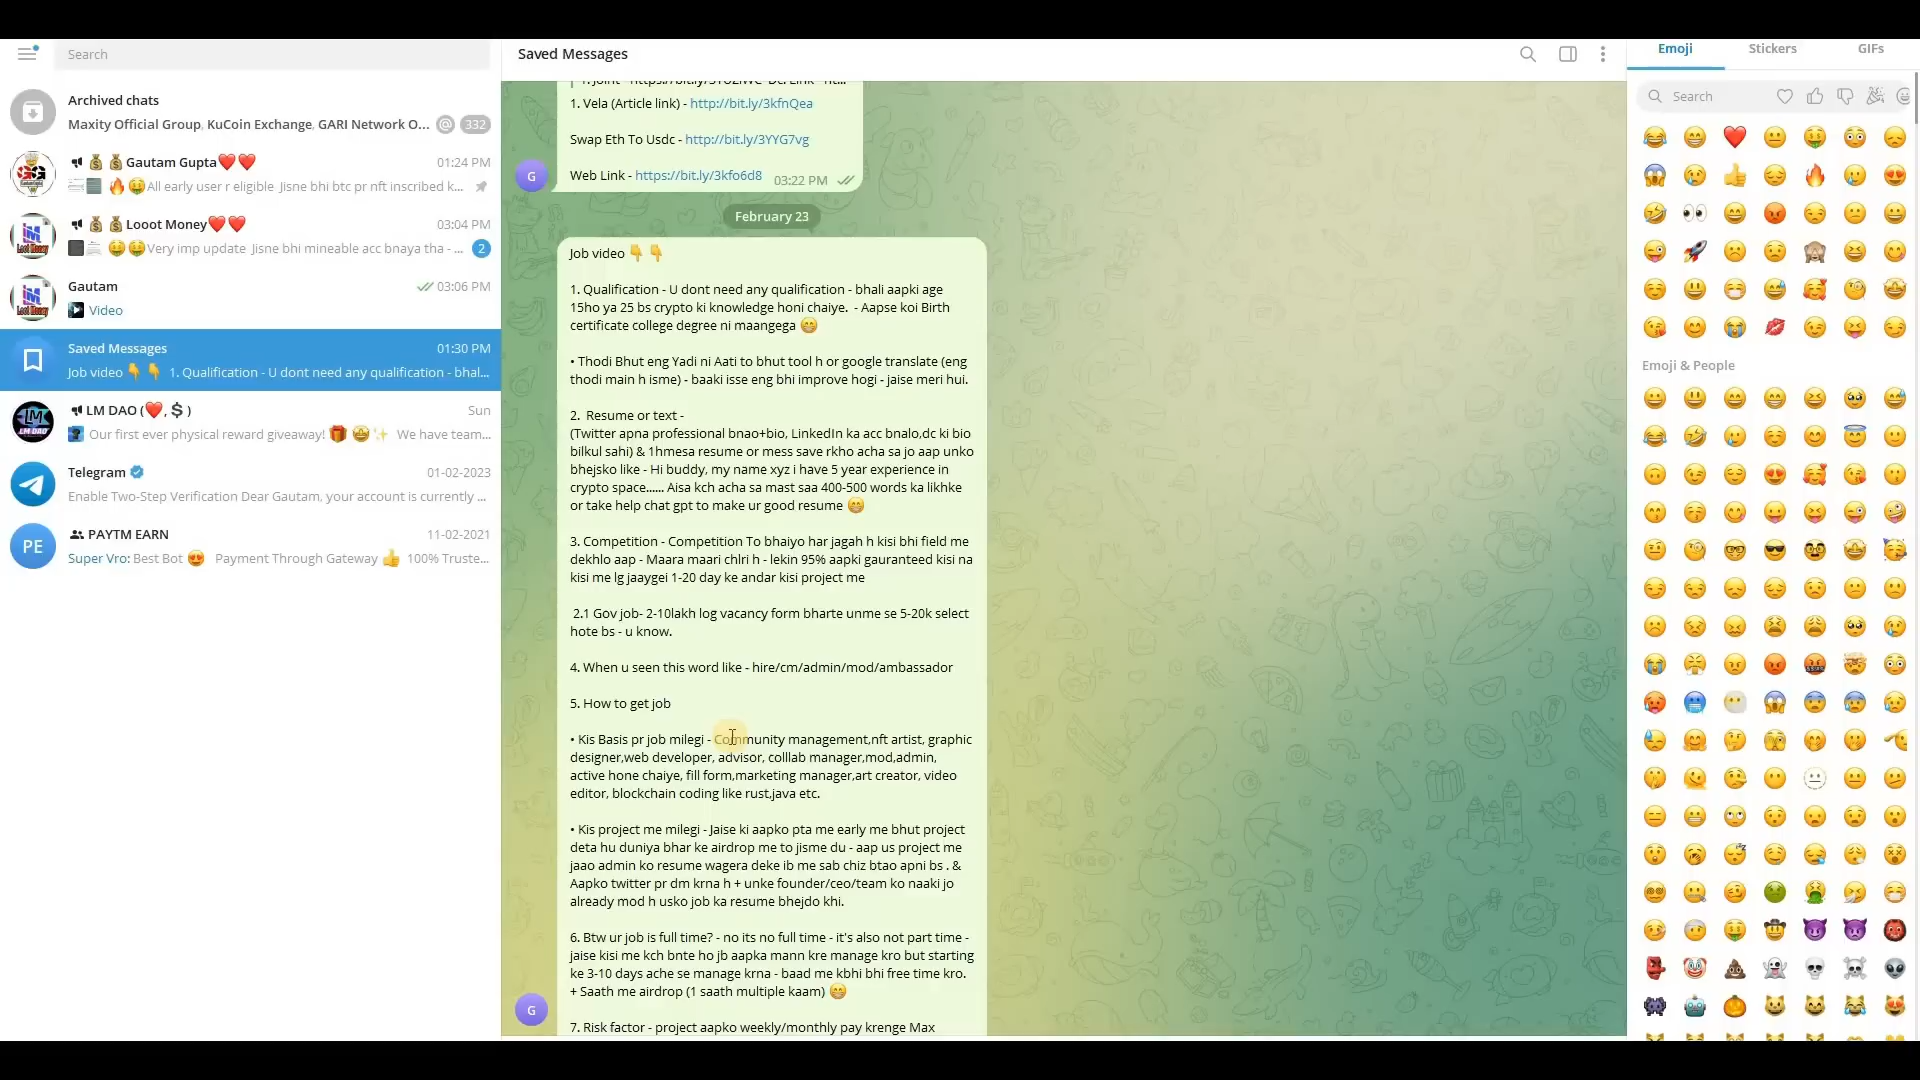 Search
Archived chats
Maxity Official Group, KuCoin Exchange, GARI Network O...
332
Gautam Gupta❤️❤️
01:24 PM
🔥🤑All early user r eligible Jisne bhi btc pr nft inscribed k...
Looot Money❤️❤️
03:04 PM
🤑🤑Very imp update Jisne bhi mineable acc bnaya tha - ...
2
Gautam
03:06 PM
Video
Saved Messages
01:30 PM
Job video 👇👇 1. Qualification - U dont need any qualification - bhal...
LM DAO (❤️, $ )
Sun
Our first ever physical reward giveaway! 🎁 🤩✨ We have team...
Telegram
01-02-2023
Enable Two-Step Verification Dear Gautam, your account is currently ...
PE
PAYTM EARN
11-02-2021
Super Vro: Best Bot 😍 Payment Through Gateway 👍 100% Truste...
Saved Messages
1. Vela (Article link) - http://bit.ly/3kfnQea
Swap Eth To Usdc - http://bit.ly/3YYG7vg
Web Link - https://bit.ly/3kfo6d8
03:22 PM
G
February 23
Job video 👇👇
1. Qualification - U dont need any qualification - bhali aapki age
15ho ya 25 bs crypto ki knowledge honi chaiye. - Aapse koi Birth
certificate college degree ni maangega 😁
• Thodi Bhut eng Yadi ni Aati to bhut tool h or google translate (eng
thodi main h isme) - baaki isse eng bhi improve hogi - jaise meri hui.
2. Resume or text -
(Twitter apna professional bnao+bio, LinkedIn ka acc bnalo,dc ki bio
bilkul sahi) & 1hmesa resume or mess save rkho acha sa jo aap unko
bhejsko like - Hi buddy, my name xyz i have 5 year experience in
crypto space...... Aisa kch acha sa mast saa 400-500 words ka likhke
or take help chat gpt to make ur good resume 😁
3. Competition - Competition To bhaiyo har jagah h kisi bhi field me
dekhlo aap - Maara maari chlri h - lekin 95% aapki gauranteed kisi na
kisi me lg jaaygei 1-20 day ke andar kisi project me
2.1 Gov job- 2-10lakh log vacancy form bharte unme se 5-20k select
hote bs - u know.
4. When u seen this word like - hire/cm/admin/mod/ambassador
5. How to get job
• Kis Basis pr job milegi - Community management,nft artist, graphic
designer,web developer, advisor, colllab manager,mod,admin,
active hone chaiye, fill form,marketing manager,art creator, video
editor, blockchain coding like rust,java etc.
• Kis project me milegi - Jaise ki aapko pta me early me bhut project
deta hu duniya bhar ke airdrop me to jisme du - aap us project me
jaao admin ko resume wagera deke ib me sab chiz btao apni bs . &
Aapko twitter pr dm krna h + unke founder/ceo/team ko naaki jo
already mod h usko job ka resume bhejdo khi.
6. Btw ur job is full time? - no its no full time - it's also not part time -
jaise kisi me kch bnte ho jb aapka mann kre manage kro but starting
ke 3-10 days ache se manage krna - baad me kbhi bhi free time kro.
+ Saath me airdrop (1 saath multiple kaam) 😁
7. Risk factor - project aapko weekly/monthly pay krenge Max
G
Emoji
Stickers
GIFs
Search
Emoji & People